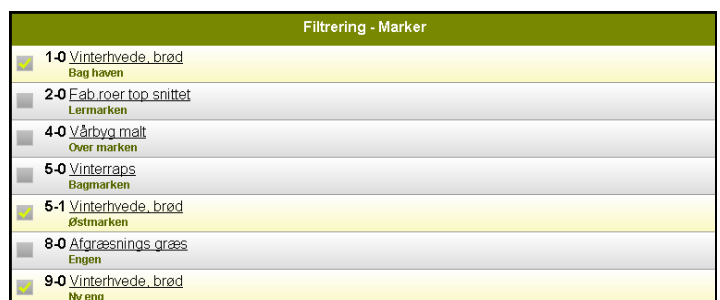 Filtrering - Marker
1-0 Vinterhvede, brød
Bag haven
2-0 Fab.roer top snittet
Lermarken
4-0 Vårbyg malt
Over marken
5-0 Vinterraps
Bagmarken
5-1 Vinterhvede, brød
Østmarken
8-0 Afgræsnings græs
Engen
9-0 Vinterhvede, brød
Ny eng